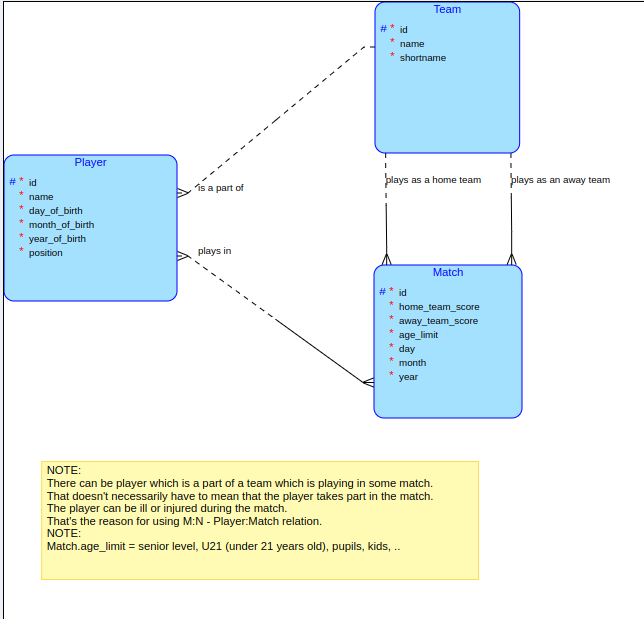 Team
# * id
* name
* shortname
Player
# * id
* name
* day_of_birth
* month_of_birth
* year_of_birth
* position
is a part of
plays as a home team
plays as an away team
plays in
Match
# * id
* home_team_score
* away_team_score
* age_limit
* day
* month
* year
NOTE:
There can be player which is a part of a team which is playing in some match.
That doesn't necessarily have to mean that the player takes part in the match.
The player can be ill or injured during the match.
That's the reason for using M:N - Player:Match relation.
NOTE:
Match.age_limit = senior level, U21 (under 21 years old), pupils, kids, ..